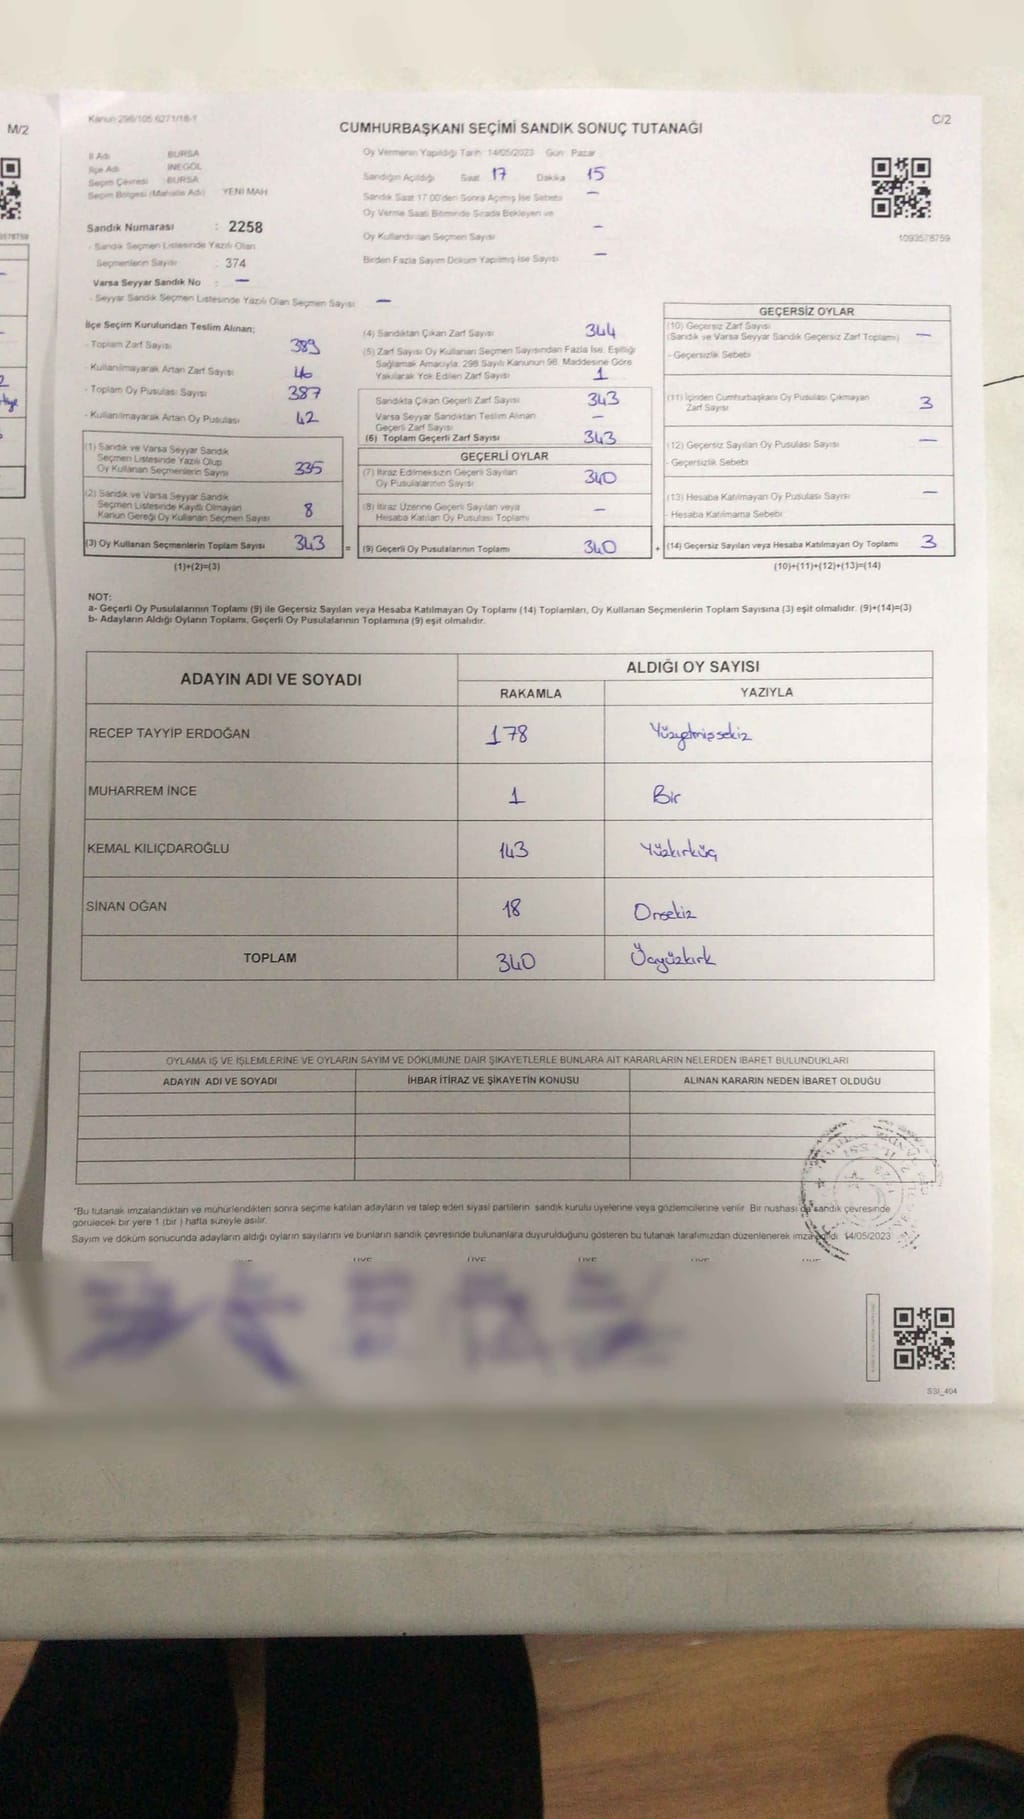 M/2
Kanun 298/105 6271/18-1
CUMHURBAŞKANI SEÇİMİ SANDIK SONUÇ TUTANAĞI
C/2
İl Adı BURSA
İlçe Adı İNEGÖL
Seçim Çevresi : BURSA
Seçim Bölgesi (Mahalle Adı) YENİ MAH
Sandık Numarası : 2258
- Sandık Seçmen Listesinde Yazılı Olan
Seçmenlerin Sayısı : 374
Varsa Seyyar Sandık No : —
- Seyyar Sandık Seçmen Listesinde Yazılı Olan Seçmen Sayısı —
Oy Vermenin Yapıldığı Tarih 14/05/2023 Gün Pazar
Sandığın Açıldığı Saat 17 Dakika 15
Sandık Saat 17.00'den Sonra Açılmış İse Sebebi —
Oy Verme Saati Bitiminde Sırada Bekleyen ve
Oy Kullandırılan Seçmen Sayısı —
Birden Fazla Sayım Döküm Yapılmış İse Sayısı —
1093578759
İlçe Seçim Kurulundan Teslim Alınan;
- Toplam Zarf Sayısı 389
- Kullanılmayarak Artan Zarf Sayısı 46
- Toplam Oy Pusulası Sayısı 387
- Kullanılmayarak Artan Oy Pusulası 42
(1) Sandık ve Varsa Seyyar Sandık
Seçmen Listesinde Yazılı Olup
Oy Kullanan Seçmenlerin Sayısı 335
(2) Sandık ve Varsa Seyyar Sandık
Seçmen Listesinde Kayıtlı Olmayan
Kanun Gereği Oy Kullanan Seçmen Sayısı 8
(3) Oy Kullanan Seçmenlerin Toplam Sayısı 343 =
(1)+(2)=(3)
(4) Sandıktan Çıkan Zarf Sayısı 344
(5) Zarf Sayısı Oy Kullanan Seçmen Sayısından Fazla İse, Eşitliği
Sağlamak Amacıyla, 298 Sayılı Kanunun 98. Maddesine Göre
Yakılarak Yok Edilen Zarf Sayısı 1
Sandıkta Çıkan Geçerli Zarf Sayısı 343
Varsa Seyyar Sandıktan Teslim Alınan
Geçerli Zarf Sayısı —
(6) Toplam Geçerli Zarf Sayısı 343
GEÇERLİ OYLAR
(7) İtiraz Edilmeksizin Geçerli Sayılan
Oy Pusulalarının Sayısı 340
(8) İtiraz Üzerine Geçerli Sayılan veya
Hesaba Katılan Oy Pusulası Toplamı —
(9) Geçerli Oy Pusulalarının Toplamı 340 +
GEÇERSİZ OYLAR
(10) Geçersiz Zarf Sayısı
(Sandık ve Varsa Seyyar Sandık Geçersiz Zarf Toplamı) —
- Geçersizlik Sebebi
(11) İçinden Cumhurbaşkanı Oy Pusulası Çıkmayan
Zarf Sayısı 3
(12) Geçersiz Sayılan Oy Pusulası Sayısı —
- Geçersizlik Sebebi
(13) Hesaba Katılmayan Oy Pusulası Sayısı —
- Hesaba Katılmama Sebebi
(14) Geçersiz Sayılan veya Hesaba Katılmayan Oy Toplamı 3
(10)+(11)+(12)+(13)=(14)
NOT:
a- Geçerli Oy Pusulalarının Toplamı (9) ile Geçersiz Sayılan veya Hesaba Katılmayan Oy Toplamı (14) Toplamları, Oy Kullanan Seçmenlerin Toplam Sayısına (3) eşit olmalıdır. (9)+(14)=(3)
b- Adayların Aldığı Oyların Toplamı, Geçerli Oy Pusulalarının Toplamına (9) eşit olmalıdır.
ADAYIN ADI VE SOYADI ALDIĞI OY SAYISI
RAKAMLA YAZIYLA
RECEP TAYYİP ERDOĞAN 178 Yüzyetmişsekiz
MUHARREM İNCE 1 Bir
KEMAL KILIÇDAROĞLU 143 Yüzkırküç
SİNAN OĞAN 18 Onsekiz
TOPLAM 340 Üçyüzkırk
OYLAMA İŞ VE İŞLEMLERİNE VE OYLARIN SAYIM VE DÖKÜMÜNE DAİR ŞİKAYETLERLE BUNLARA AİT KARARLARIN NELERDEN İBARET BULUNDUKLARI
ADAYIN ADI VE SOYADI İHBAR İTİRAZ VE ŞİKAYETİN KONUSU ALINAN KARARIN NEDEN İBARET OLDUĞU
*Bu tutanak imzalandıktan ve mühürlendikten sonra seçime katılan adayların ve talep eden siyasi partilerin sandık kurulu üyelerine veya gözlemcilerine verilir. Bir nushası da sandık çevresinde
görülecek bir yere 1 (bir ) hafta süreyle asılır.
Sayım ve döküm sonucunda adayların aldığı oyların sayılarını ve bunların sandık çevresinde bulunanlara duyurulduğunu gösteren bu tutanak tarafımızdan düzenlenerek imzalandı. 14/05/2023
ÜYE ÜYE ÜYE ÜYE
SSI_404